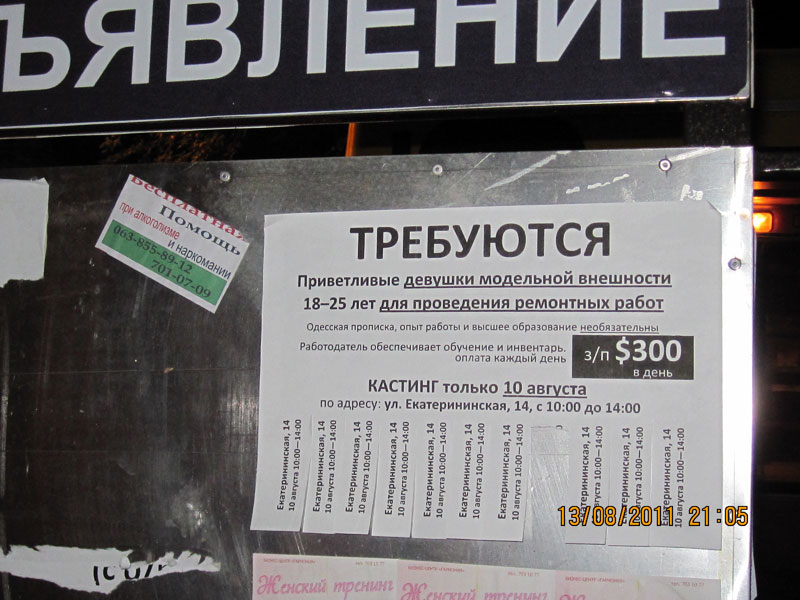 ЪЯВЛЕНИЕ
Бесплатная
Помощь
при алкоголизме
и наркомании
063-855-89-12
701-07-09
ТРЕБУЮТСЯ
Приветливые девушки модельной внешности
18–25 лет для проведения ремонтных работ
Одесская прописка, опыт работы и высшее образование необязательны
Работодатель обеспечивает обучение и инвентарь.
оплата каждый день
з/п $300
в день
КАСТИНГ только 10 августа
по адресу: ул. Екатерининская, 14, с 10:00 до 14:00
Екатерининская, 14
10 августа 10:00—14:00
Екатерининская, 14
10 августа 10:00—14:00
Екатерининская, 14
10 августа 10:00—14:00
Екатерининская, 14
10 августа 10:00—14:00
Екатерининская, 14
10 августа 10:00—14:00
Екатерининская, 14
10 августа 10:00—14:00
Екатерининская, 14
10 августа 10:00—14:00
Екатерининская, 14
10 августа 10:00—14:00
Екатерининская, 14
10 августа 10:00—14:00
Екатерининская, 14
10 августа 10:00—14:00
13/08/2011 21:05
Женский тренинг
Женский тренинг